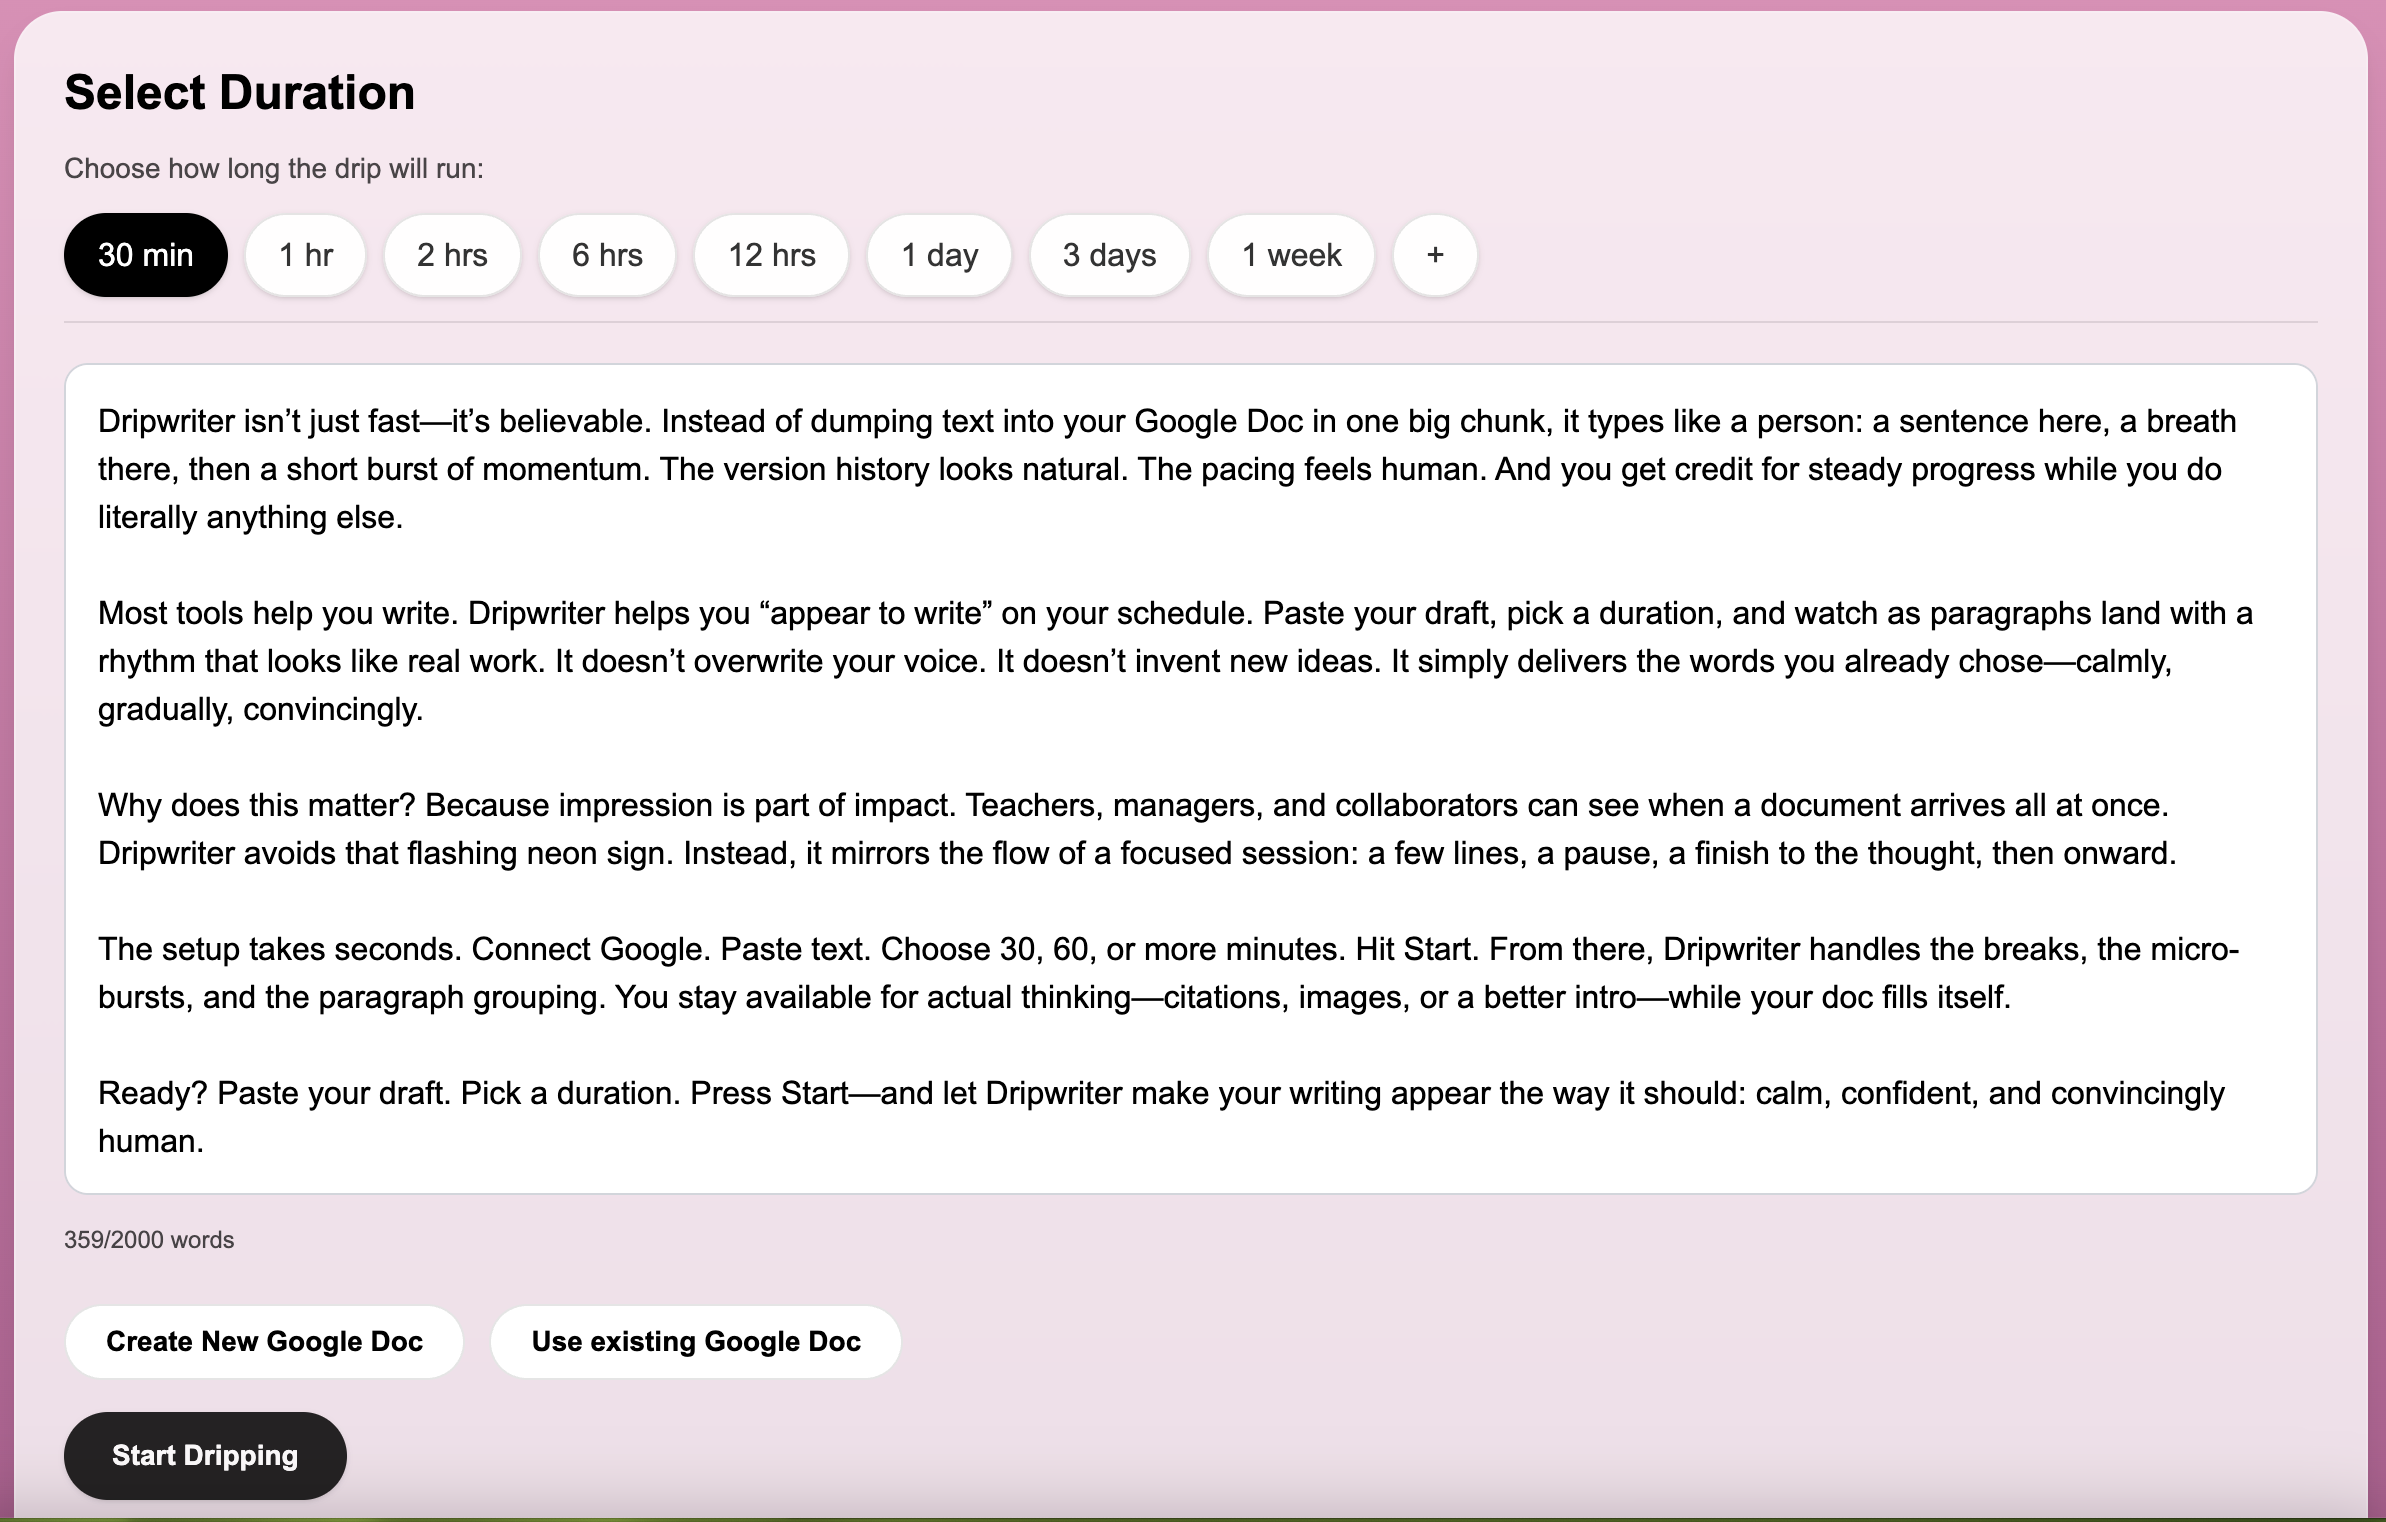 Select Duration
Choose how long the drip will run:
30 min 1 hr 2 hrs 6 hrs 12 hrs 1 day 3 days 1 week +
Dripwriter isn’t just fast—it’s believable. Instead of dumping text into your Google Doc in one big chunk, it types like a person: a sentence here, a breath
there, then a short burst of momentum. The version history looks natural. The pacing feels human. And you get credit for steady progress while you do
literally anything else.
Most tools help you write. Dripwriter helps you “appear to write” on your schedule. Paste your draft, pick a duration, and watch as paragraphs land with a
rhythm that looks like real work. It doesn’t overwrite your voice. It doesn’t invent new ideas. It simply delivers the words you already chose—calmly,
gradually, convincingly.
Why does this matter? Because impression is part of impact. Teachers, managers, and collaborators can see when a document arrives all at once.
Dripwriter avoids that flashing neon sign. Instead, it mirrors the flow of a focused session: a few lines, a pause, a finish to the thought, then onward.
The setup takes seconds. Connect Google. Paste text. Choose 30, 60, or more minutes. Hit Start. From there, Dripwriter handles the breaks, the micro-
bursts, and the paragraph grouping. You stay available for actual thinking—citations, images, or a better intro—while your doc fills itself.
Ready? Paste your draft. Pick a duration. Press Start—and let Dripwriter make your writing appear the way it should: calm, confident, and convincingly
human.
359/2000 words
Create New Google Doc Use existing Google Doc
Start Dripping